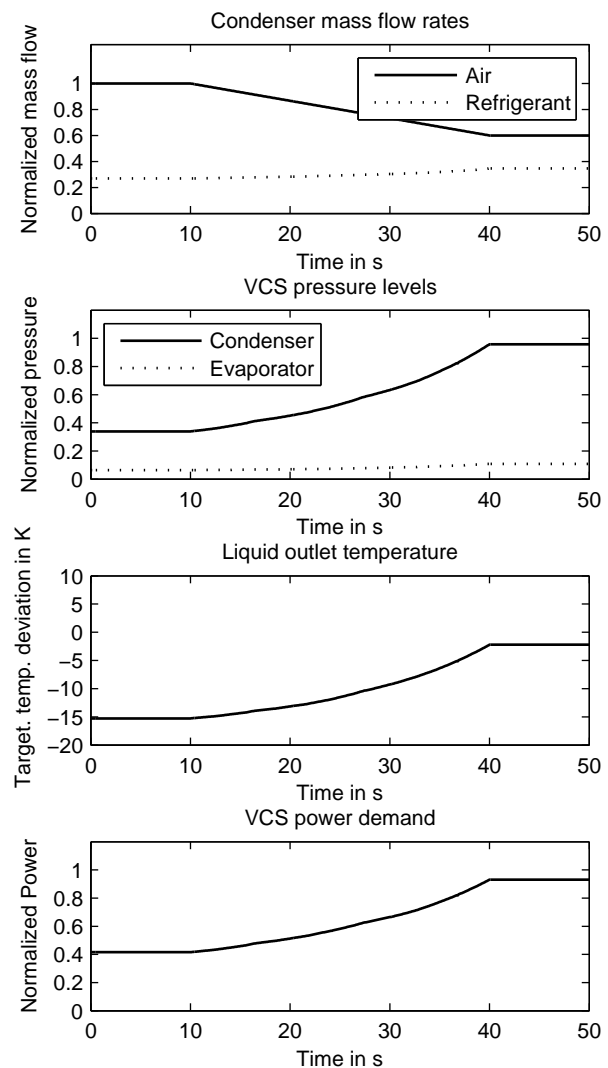 Condenser mass flow rates
Normalized mass flow
1
0.8
0.6
0.4
0.2
0
Air
Refrigerant
0 10 20 30 40 50
Time in s
VCS pressure levels
Normalized pressure
1
0.8
0.6
0.4
0.2
0
Condenser
Evaporator
0 10 20 30 40 50
Time in s
Liquid outlet temperature
Target. temp. deviation in K
10
5
0
−5
−10
−15
−20
0 10 20 30 40 50
Time in s
VCS power demand
Normalized Power
1
0.8
0.6
0.4
0.2
0
0 10 20 30 40 50
Time in s